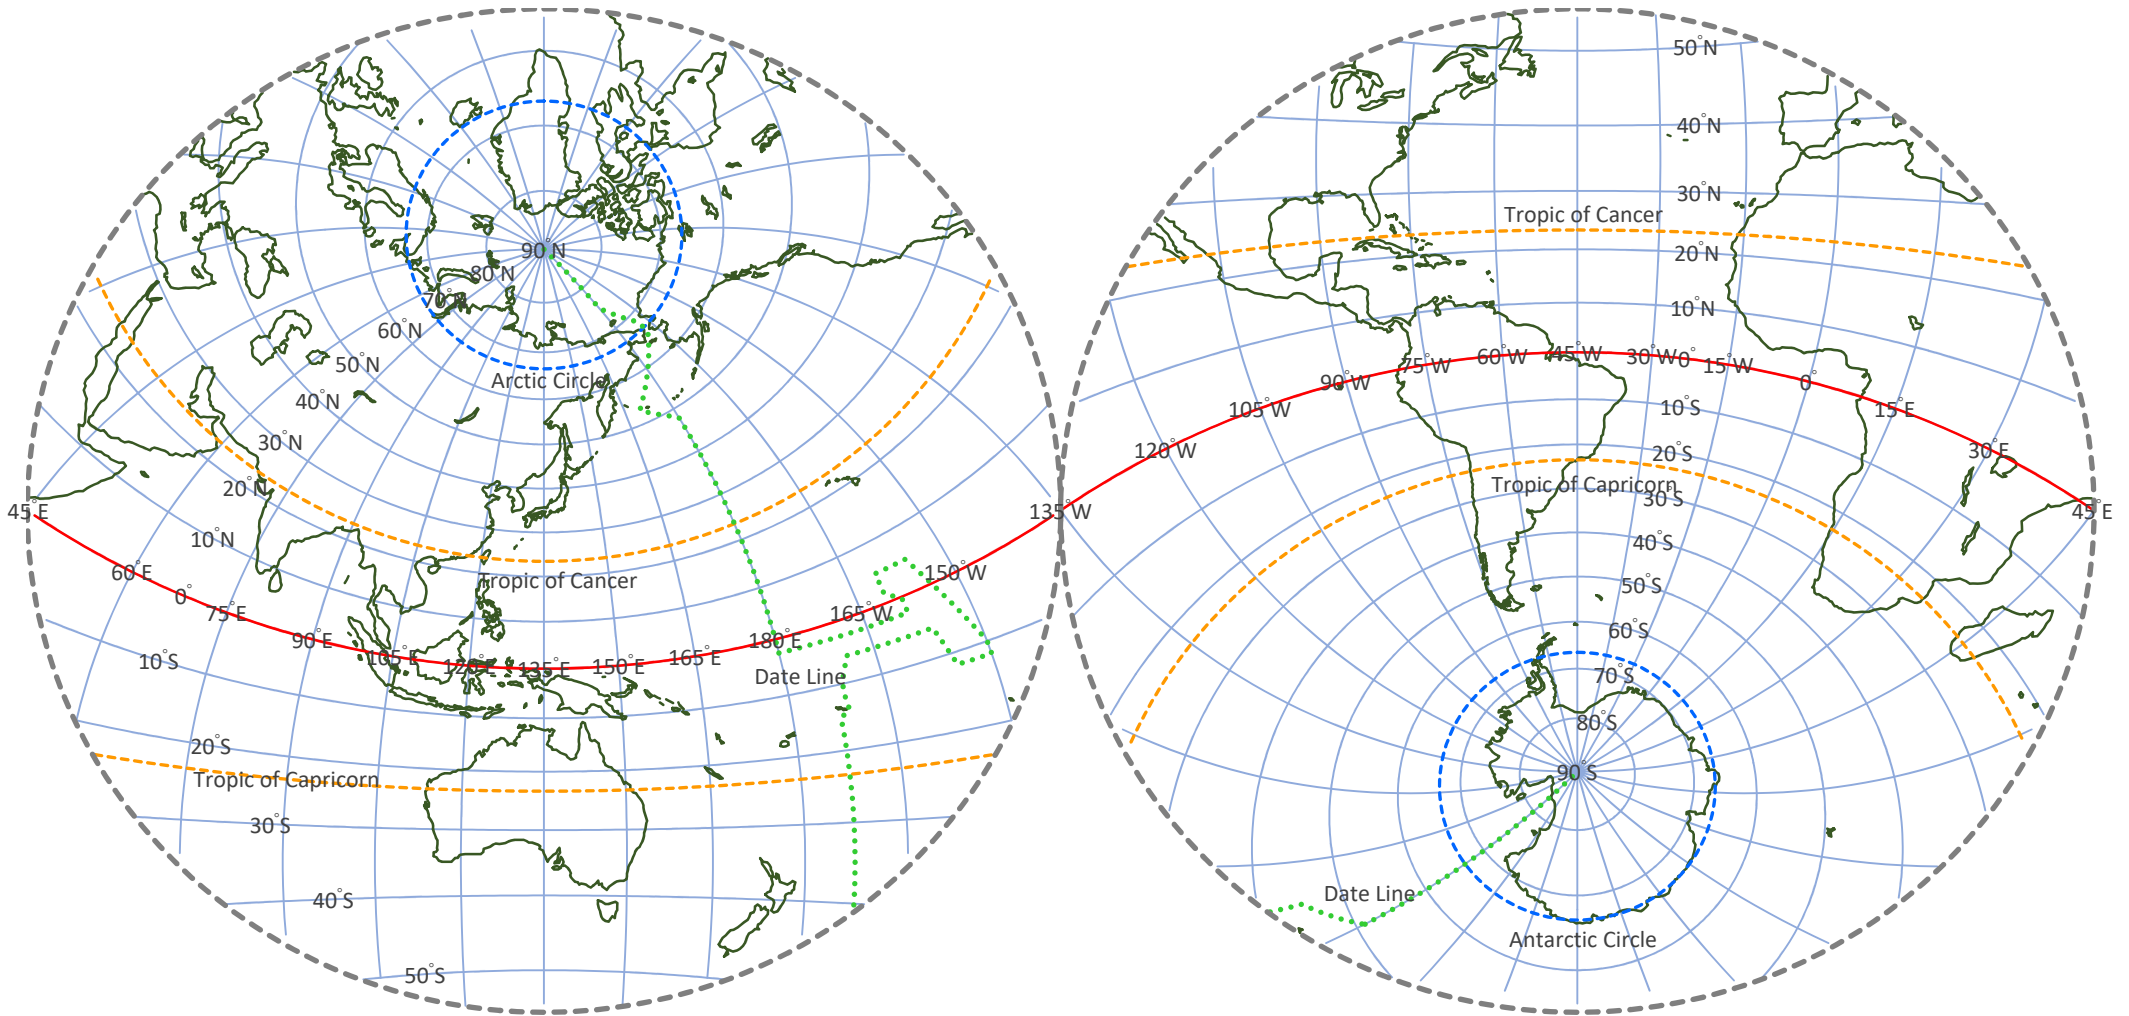 90°N
80°N
70°N
60°N
50°N
40°N
30°N
20°N
10°N
0°
10°S
20°S
30°S
40°S
50°S
Arctic Circle
Tropic of Cancer
45°E
60°E
75°E
90°E
105°E
120°E
135°E
150°E
165°E
180°E
165°W
150°W
135°W
Date Line
Tropic of Capricorn
50°N
40°N
30°N
Tropic of Cancer
20°N
10°N
0°
120°W
105°W
90°W
75°W
60°W
45°W
30°W
15°W
0°
15°E
30°E
45°E
10°S
20°S
Tropic of Capricorn
30°S
40°S
50°S
60°S
70°S
80°S
90°S
Date Line
Antarctic Circle